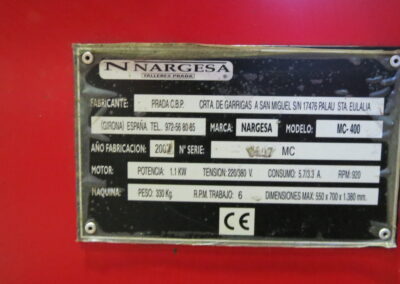 NARGESA
TALLERES PRADA ®
FABRICANTE: PRADA C.B.P. CRTA. DE GARRIGAS A SAN MIGUEL S/N 17476 PALAU STA. EULALIA
(GIRONA) ESPAÑA. TEL.: 972-56 80-85 MARCA: NARGESA MODELO: MC- 400
AÑO FABRICACION: 2007 Nº SERIE: MC
MOTOR: POTENCIA: 1.1 KW TENSION: 220/380 V. CONSUMO: 5.7/3.3 A. RPM: 920
MAQUINA: PESO: 330 Kg. R.P.M. TRABAJO: 6 DIMENSIONES MAX: 550 x 700 x 1.380 mm.
CE